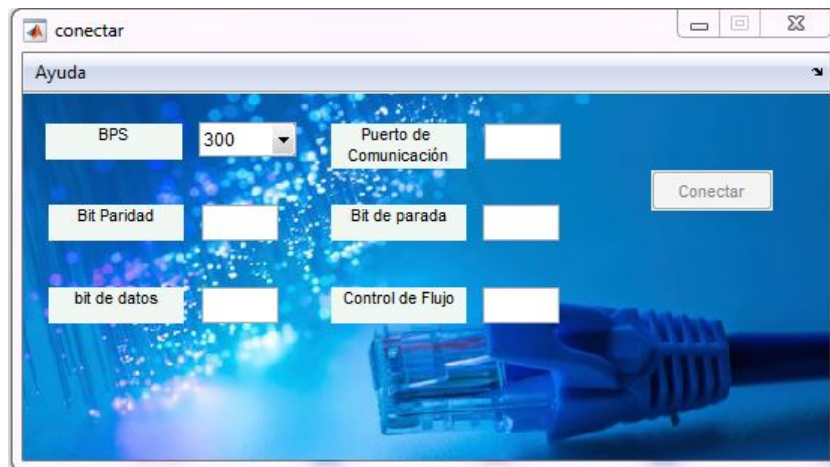 conectar
Ayuda
BPS
300
Puerto de
Comunicación
Conectar
Bit Paridad
Bit de parada
bit de datos
Control de Flujo